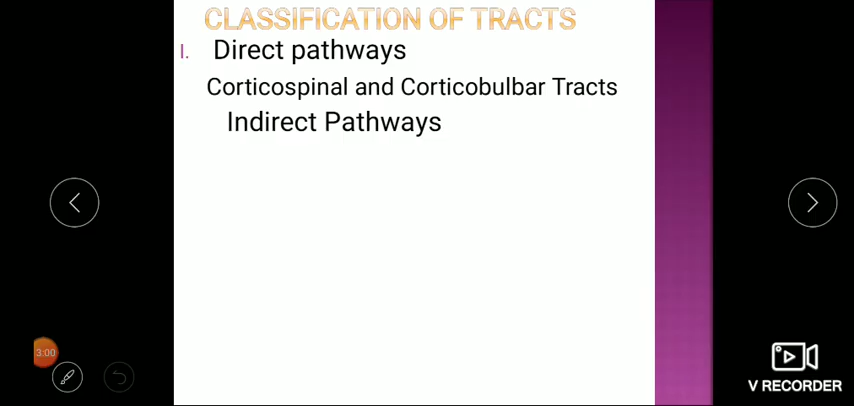 CLASSIFICATION OF TRACTS
I. Direct pathways
Corticospinal and Corticobulbar Tracts
Indirect Pathways
3:00
V RECORDER